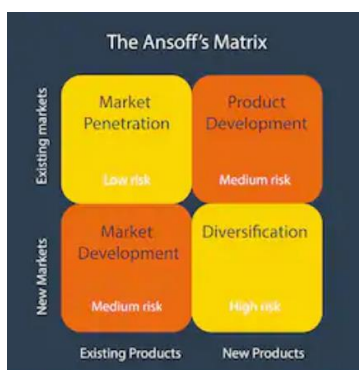 The Ansoff's Matrix
Existing markets
Market
Penetration
Low risk
Product
Development
Medium risk
New Markets
Market
Development
Medium risk
Diversification
High risk
Existing Products
New Products